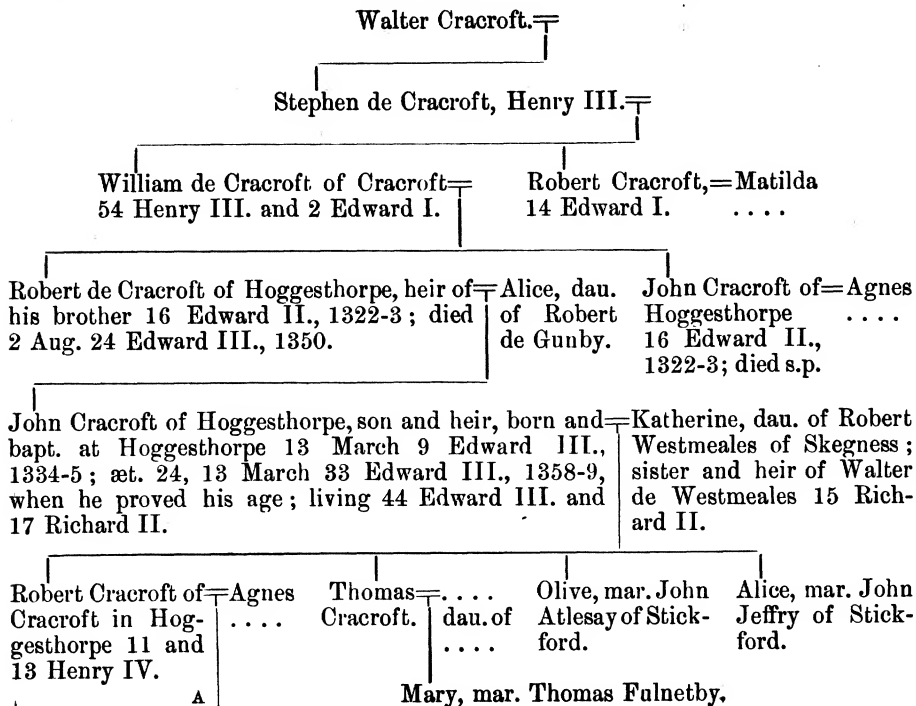 Walter Cracroft.
Stephen de Cracroft, Henry III.
William de Cracroft of Cracroft
54 Henry III. and 2 Edward I.
Robert Cracroft,=Matilda
14 Edward I. ....
Robert de Cracroft of Hoggesthorpe, heir of
his brother 16 Edward II., 1322-3 ; died
2 Aug. 24 Edward III., 1350.
Alice, dau.
of Robert
de Gunby.
John Cracroft of=Agnes
Hoggesthorpe ....
16 Edward II.,
1322-3; died s.p.
John Cracroft of Hoggesthorpe, son and heir, born and
bapt. at Hoggesthorpe 13 March 9 Edward III.,
1334-5 ; æt. 24, 13 March 33 Edward III., 1358-9,
when he proved his age ; living 44 Edward III. and
17 Richard II.
Katherine, dau. of Robert
Westmeales of Skegness ;
sister and heir of Walter
de Westmeales 15 Rich-
ard II.
Robert Cracroft of=Agnes
Cracroft in Hog- ....
gesthorpe 11 and
13 Henry IV.
Thomas=....
Cracroft. dau. of
....
Olive, mar. John
Atlesay of Stick-
ford.
Alice, mar. John
Jeffry of Stick-
ford.
A
Mary, mar. Thomas Fulnetby.